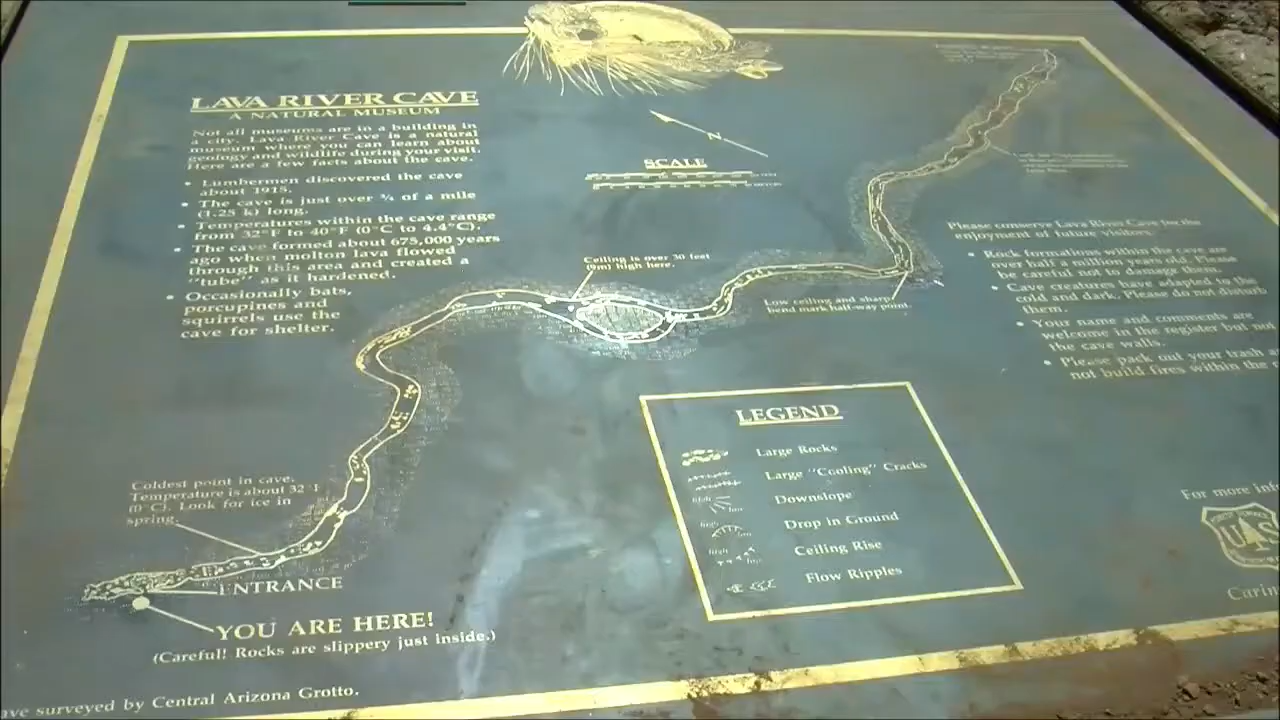 LAVA RIVER CAVE
A NATURAL MUSEUM
Not all museums are in a building in
a city. Lava River Cave is a natural
museum where you can learn about
geology and wildlife during your visit.
Here are a few facts about the cave.
• Lumbermen discovered the cave
about 1915.
• The cave is just over ¾ of a mile
(1.25 k) long.
• Temperatures within the cave range
from 32°F to 40°F (0°C to 4.4°C).
• The cave formed about 675,000 years
ago when molton lava flowed
through this area and created a
"tube" as it hardened.
• Occasionally bats,
porcupines and
squirrels use the
cave for shelter.
N
SCALE
Ceiling is over 30 feet
(9m) high here.
Low ceiling and sharp
bend mark half-way point.
Please conserve Lava River Cave for the
enjoyment of future visitors.
• Rock formations within the cave are
over half a million years old. Please
be careful not to damage them.
• Cave creatures have adapted to the
cold and dark. Please do not disturb
them.
• Your name and comments are
welcome in the register but not
the cave walls.
• Please pack out your trash a
not build fires within the
LEGEND
Large Rocks
Large "Cooling" Cracks
Downslope
Drop in Ground
Ceiling Rise
Flow Ripples
Coldest point in cave.
Temperature is about 32°
(0°C). Look for ice in
spring.
ENTRANCE
YOU ARE HERE!
(Careful! Rocks are slippery just inside.)
ave surveyed by Central Arizona Grotto.
For more info
UAS
Carin